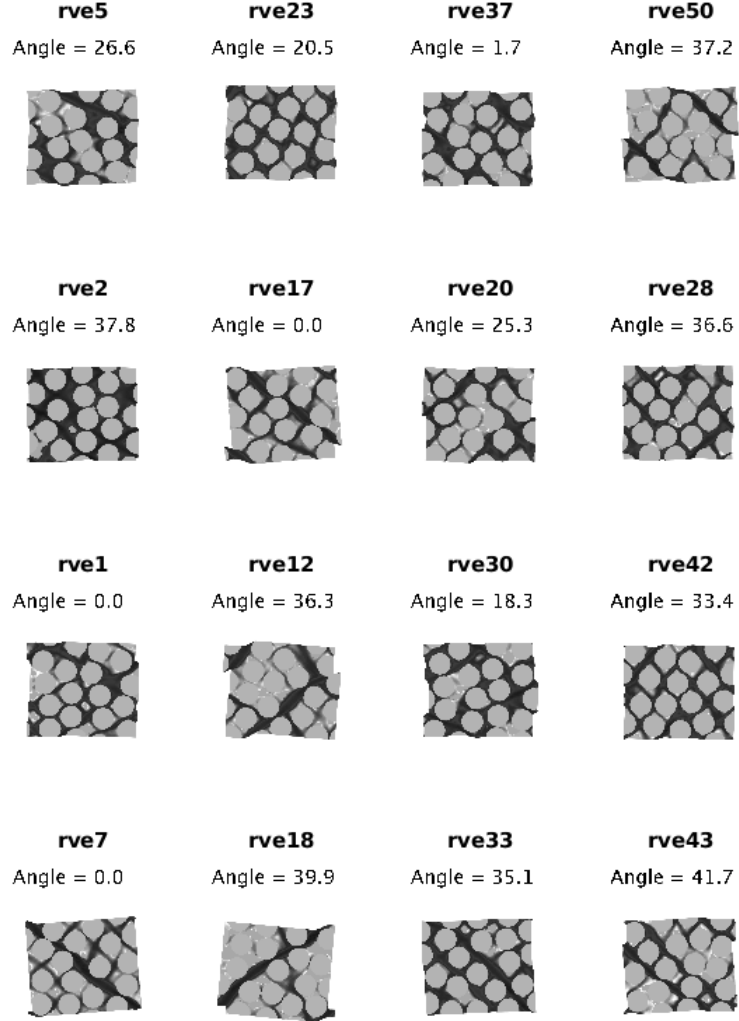 rve5 rve23 rve37 rve50
Angle = 26.6 Angle = 20.5 Angle = 1.7 Angle = 37.2
rve2 rve17 rve20 rve28
Angle = 37.8 Angle = 0.0 Angle = 25.3 Angle = 36.6
rve1 rve12 rve30 rve42
Angle = 0.0 Angle = 36.3 Angle = 18.3 Angle = 33.4
rve7 rve18 rve33 rve43
Angle = 0.0 Angle = 39.9 Angle = 35.1 Angle = 41.7